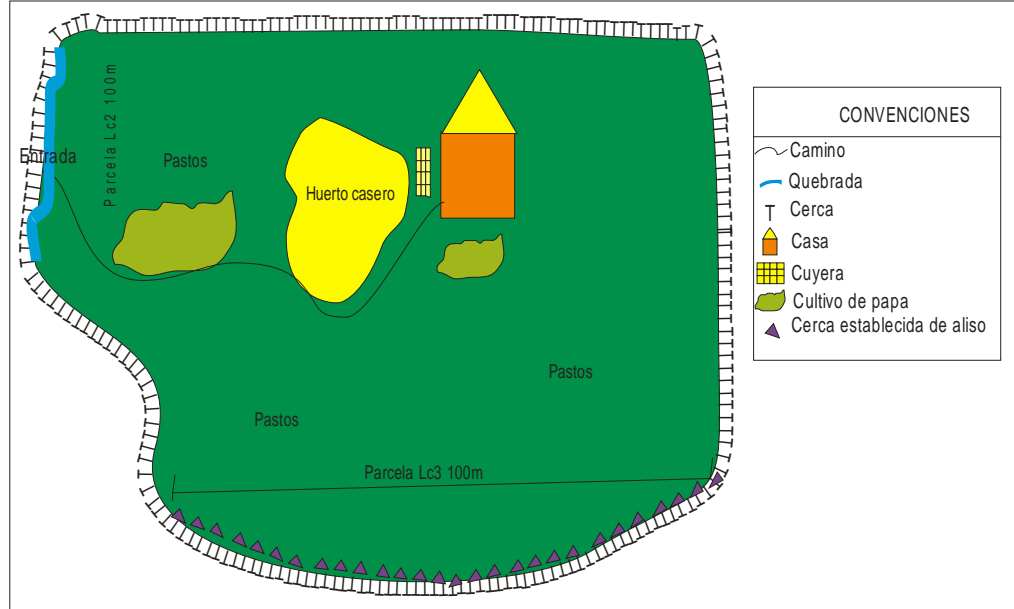 Entrada
Parcela Lc2 100m
Pastos
Huerto casero
Pastos
Pastos
Parcela Lc3 100m
CONVENCIONES
Camino
Quebrada
Cerca
Casa
Cuyera
Cultivo de papa
Cerca establecida de aliso